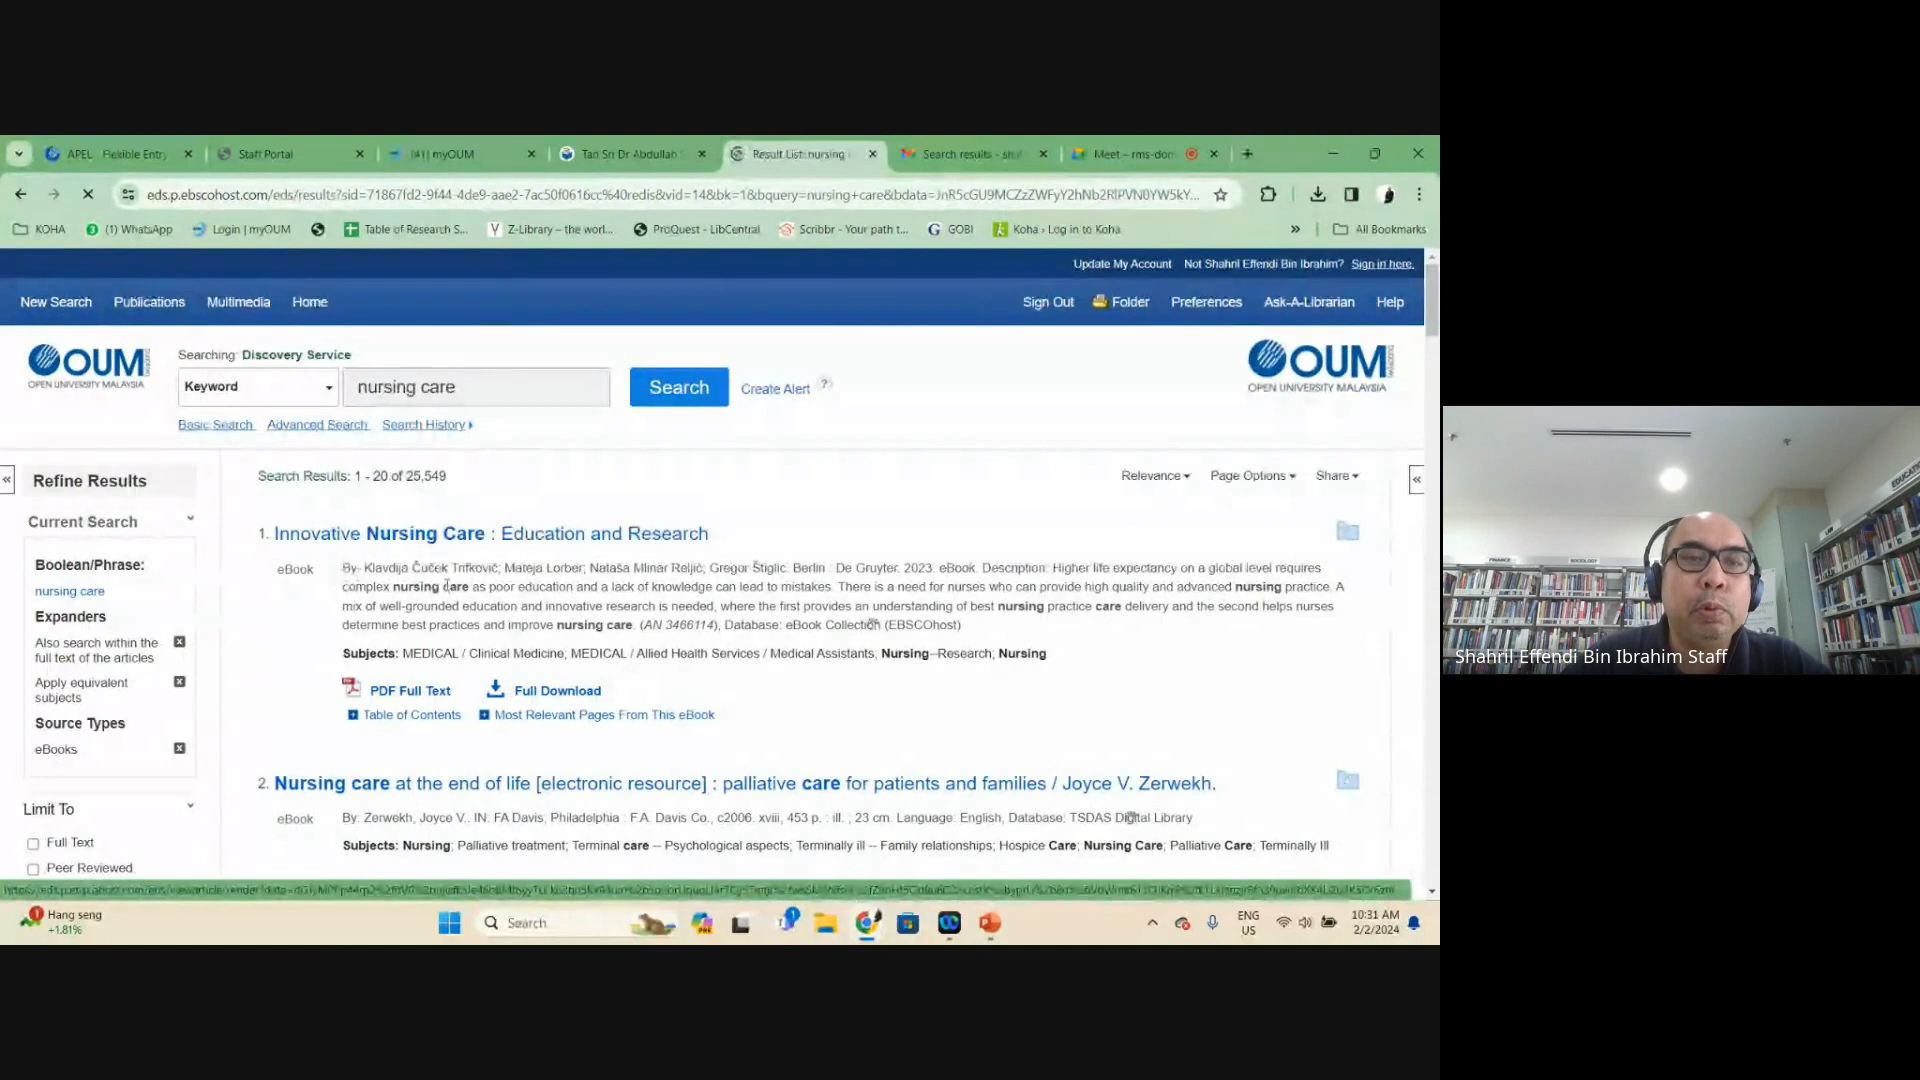 APEL Flexible Entry
Staff Portal
(41) myOUM
Tan Sri Dr Abdullah
Result List: nursing
Search results - shi
Meet – rms-don
eds.p.ebscohost.com/eds/results?sid=71867fd2-9f44-4de9-aae2-7ac50f0616cc%40redis&vid=14&bk=1&bquery=nursing+care&bdata=
KOHA
(1) WhatsApp
Login | myOUM
Table of Research S...
Z-Library – the worl...
ProQuest - LibCentral
Scribbr - Your path t...
GOBI
Koha › Log in to Koha
»
All Bookmarks
Update My Account Not Shahril Effendi Bin Ibrahim? Sign in here.
New Search Publications Multimedia Home
Sign Out Folder Preferences Ask-A-Librarian Help
OUM
OPEN UNIVERSITY MALAYSIA
Searching: Discovery Service
Keyword
nursing care
Search
Create Alert ?
Basic Search Advanced Search Search History
OUM
OPEN UNIVERSITY MALAYSIA
«
Refine Results
Current Search
Boolean/Phrase:
nursing care
Expanders
Also search within the
full text of the articles
Apply equivalent
subjects
Source Types
eBooks
Limit To
Full Text
Peer Reviewed
Search Results: 1 - 20 of 25,549
Relevance Page Options Share
«
1. Innovative Nursing Care : Education and Research
eBook
By: Klavdija Čuček Trifkovič; Mateja Lorber; Nataša Mlinar Reljić; Gregor Štiglic. Berlin : De Gruyter. 2023. eBook. Description: Higher life expectancy on a global level requires
complex nursing care as poor education and a lack of knowledge can lead to mistakes. There is a need for nurses who can provide high quality and advanced nursing practice. A
mix of well-grounded education and innovative research is needed, where the first provides an understanding of best nursing practice care delivery and the second helps nurses
determine best practices and improve nursing care. (AN 3466114), Database: eBook Collection (EBSCOhost)
Subjects: MEDICAL / Clinical Medicine; MEDICAL / Allied Health Services / Medical Assistants; Nursing--Research; Nursing
PDF Full Text Full Download
Table of Contents Most Relevant Pages From This eBook
2. Nursing care at the end of life [electronic resource] : palliative care for patients and families / Joyce V. Zerwekh.
eBook
By: Zerwekh, Joyce V.. IN: FA Davis; Philadelphia : F.A. Davis Co., c2006. xviii, 453 p. : ill. ; 23 cm. Language: English, Database: TSDAS Digital Library
Subjects: Nursing; Palliative treatment; Terminal care -- Psychological aspects; Terminally ill -- Family relationships; Hospice Care; Nursing Care; Palliative Care; Terminally Ill
1
Hang seng
+1.81%
Search
PRE
1
ENG
US
10:31 AM
2/2/2024
FINANCE
SOCIOLOGY
LAW
Shahril Effendi Bin Ibrahim Staff